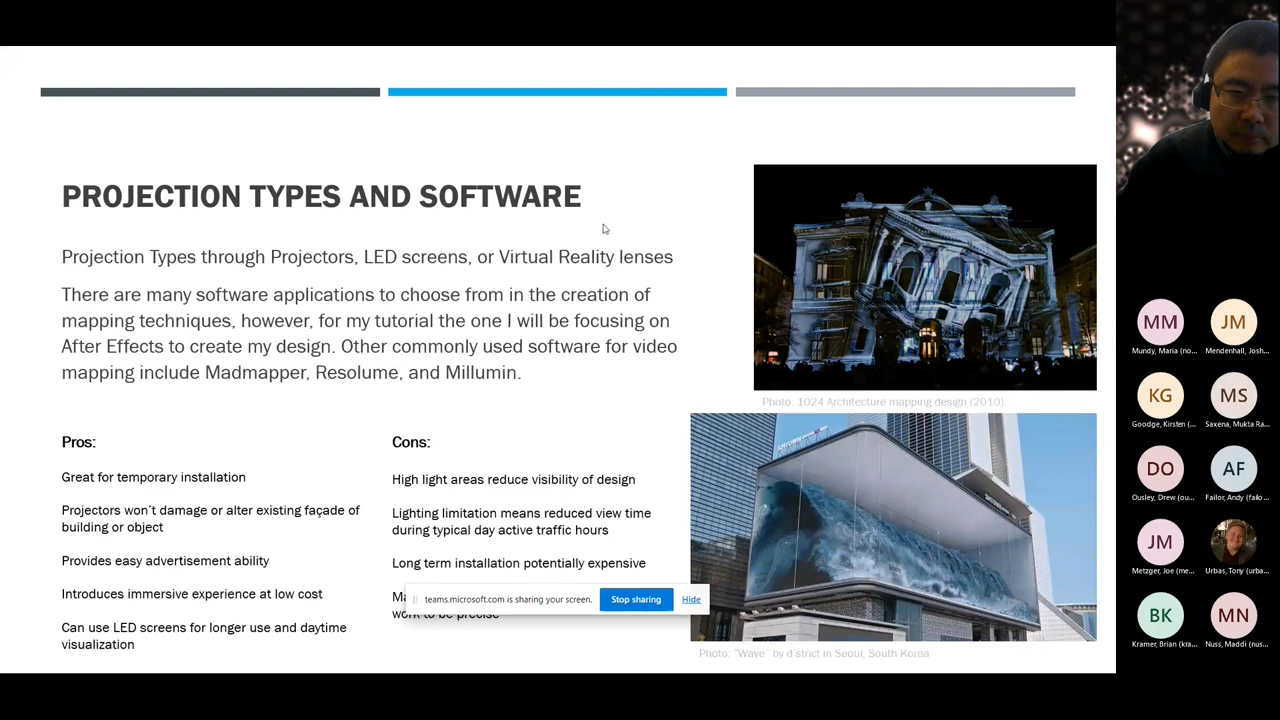 PROJECTION TYPES AND SOFTWARE
Projection Types through Projectors, LED screens, or Virtual Reality lenses
There are many software applications to choose from in the creation of
mapping techniques, however, for my tutorial the one I will be focusing on
After Effects to create my design. Other commonly used software for video
mapping include Madmapper, Resolume, and Millumin.
Pros:
Great for temporary installation
Projectors won’t damage or alter existing façade of
building or object
Provides easy advertisement ability
Introduces immersive experience at low cost
Can use LED screens for longer use and daytime
visualization
Cons:
High light areas reduce visibility of design
Lighting limitation means reduced view time
during typical day active traffic hours
Long term installation potentially expensive
Ma
work to be precise
teams.microsoft.com is sharing your screen.
Stop sharing
Hide
Photo: 1024 Architecture mapping design (2010)
Photo: "Wave" by d'strict in Seoul, South Korea
MM
Mundy, Maria (no...
JM
Mendenhall, Josh...
KG
Goodge, Kirsten (...
MS
Saxena, Mukta Ra...
DO
Ousley, Drew (ou...
AF
Failor, Andy (failo...
JM
Metzger, Joe (me...
Urbas, Tony (urba...
BK
Kramer, Brian (kra...
MN
Nuss, Maddi (nus...